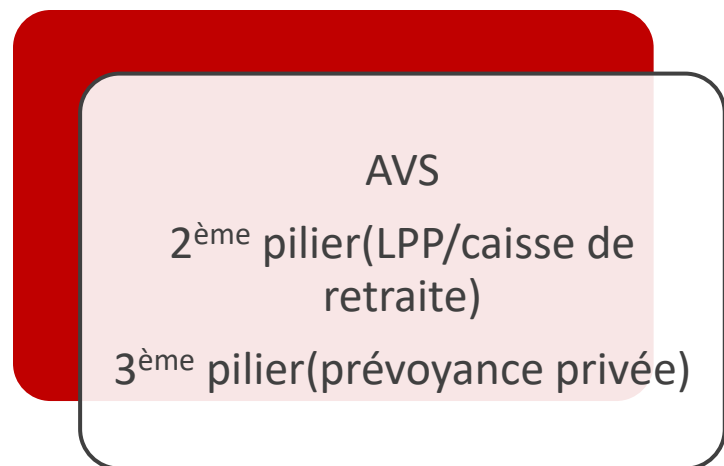 AVS
2ème pilier(LPP/caisse de
retraite)
3ème pilier(prévoyance privée)